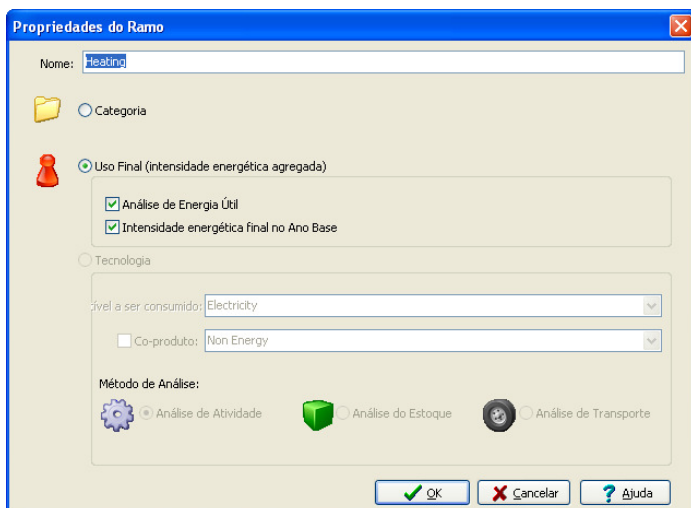 Propriedades do Ramo
Nome: Heating
Categoria
Uso Final (intensidade energética agregada)
Análise de Energia Útil
Intensidade energética final no Ano Base
Tecnologia
ível a ser consumido: Electricity
Co-produto: Non Energy
Método de Análise:
Análise de Atividade Análise do Estoque Análise de Transporte
OK Cancelar Ajuda